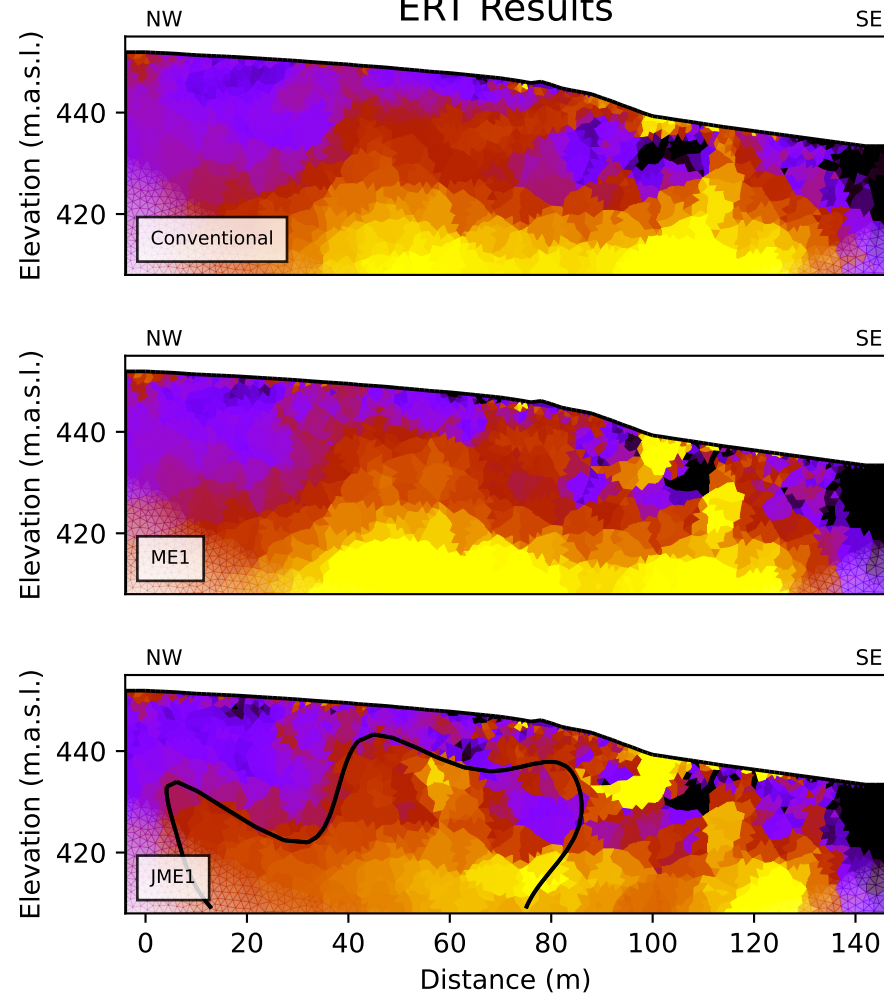 ERT Results
NW SE
Elevation (m.a.s.l.)
440
420
Conventional
NW SE
Elevation (m.a.s.l.)
440
420
ME1
NW SE
Elevation (m.a.s.l.)
440
420
JME1
0 20 40 60 80 100 120 140
Distance (m)